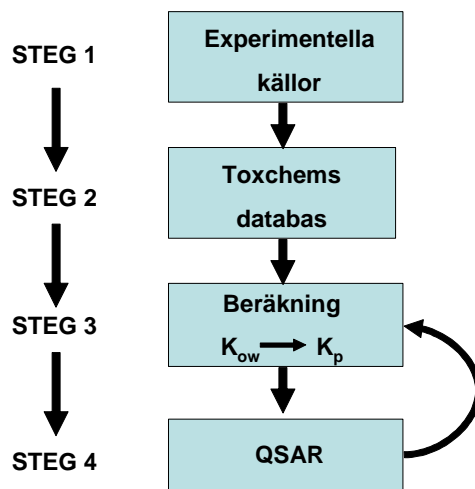 STEG 1
Experimentella
källor
STEG 2
Toxchems
databas
STEG 3
Beräkning
Kow → Kp
STEG 4
QSAR